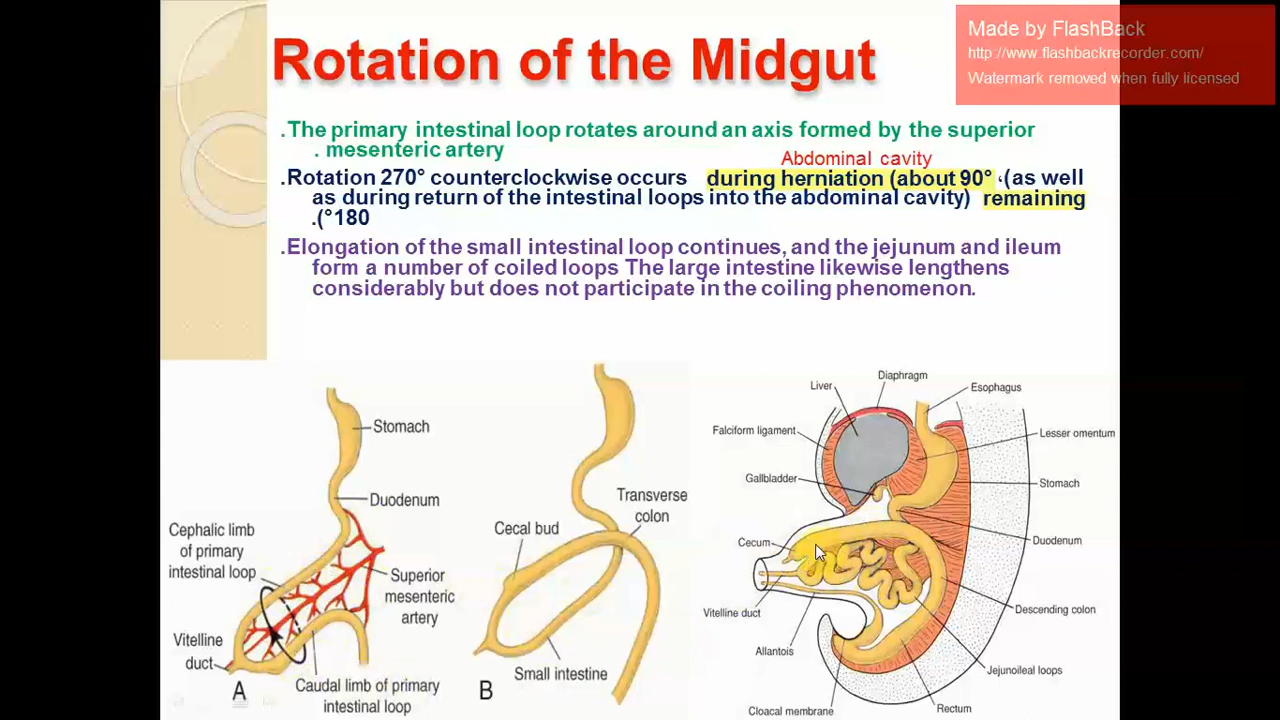 Rotation of the Midgut
Made by FlashBack
http://www.flashbackrecorder.com/
Watermark removed when fully licensed
.The primary intestinal loop rotates around an axis formed by the superior
. mesenteric artery
Abdominal cavity
.Rotation 270° counterclockwise occurs during herniation (about 90° ،(as well
as during return of the intestinal loops into the abdominal cavity) remaining
.(°180
.Elongation of the small intestinal loop continues, and the jejunum and ileum
form a number of coiled loops The large intestine likewise lengthens
considerably but does not participate in the coiling phenomenon.
Stomach
Duodenum
Cephalic limb
of primary
intestinal loop
Superior
mesenteric
artery
Vitelline
duct
Caudal limb of primary
intestinal loop
A
Transverse
colon
Cecal bud
Small intestine
B
Diaphragm
Liver
Esophagus
Falciform ligament
Lesser omentum
Gallbladder
Stomach
Cecum
Duodenum
Vitelline duct
Descending colon
Allantois
Jejunoileal loops
Cloacal membrane
Rectum